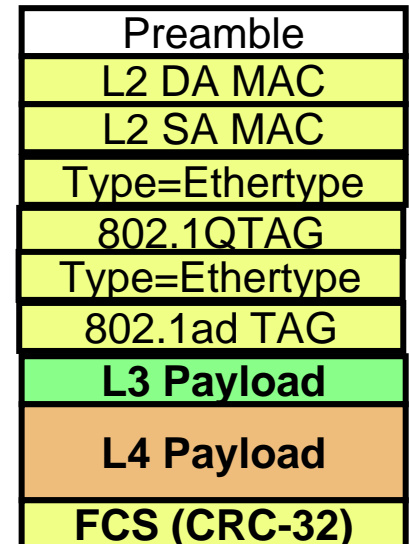 Preamble
L2 DA MAC
L2 SA MAC
Type=Ethertype
802.1QTAG
Type=Ethertype
802.1ad TAG
L3 Payload
L4 Payload
FCS (CRC-32)